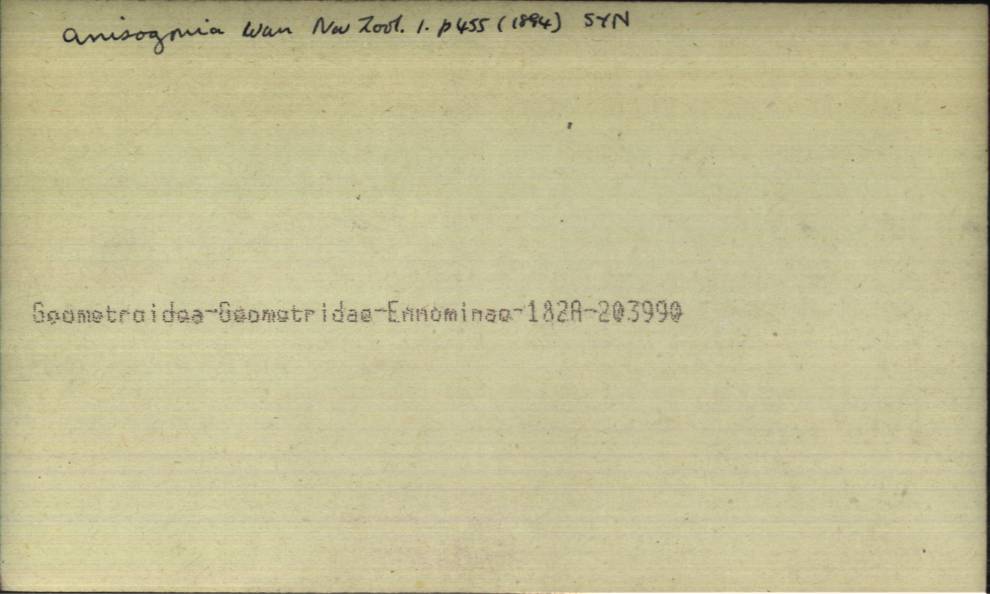 Anisogonia Warr Nov Zool. 1. p455 (1894) SYN
Geometroidea-Geometridae-Ennominae-182A-203990